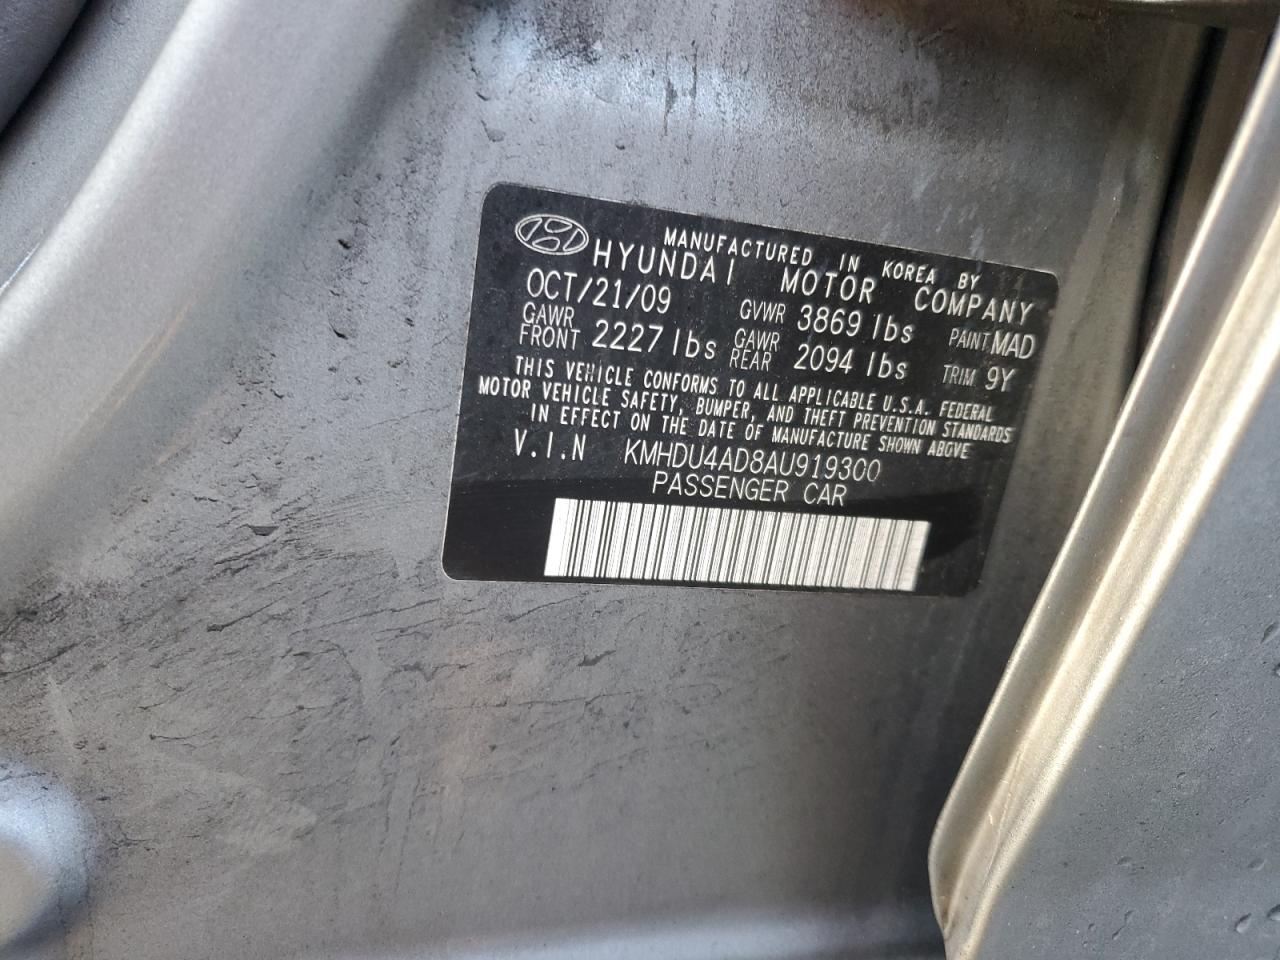 MANUFACTURED IN KOREA BY
HYUNDAI MOTOR COMPANY
OCT/21/09 GVWR 3869 lbs PAINT MAD
GAWR FRONT 2227 lbs GAWR REAR 2094 lbs TRIM 9Y
THIS VEHICLE CONFORMS TO ALL APPLICABLE U.S.A. FEDERAL
MOTOR VEHICLE SAFETY, BUMPER, AND THEFT PREVENTION STANDARDS
IN EFFECT ON THE DATE OF MANUFACTURE SHOWN ABOVE
V.I.N KMHDU4AD8AU919300
PASSENGER CAR